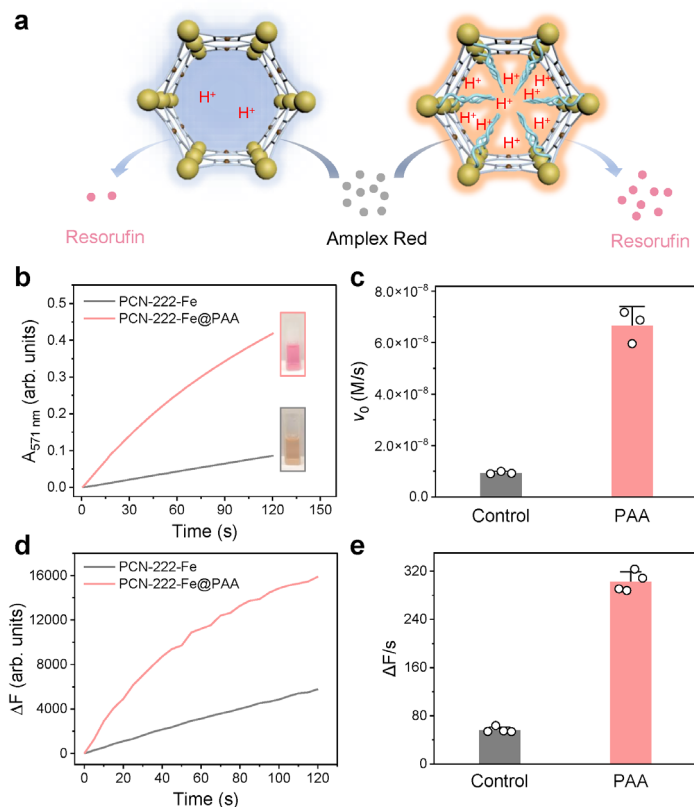 a
H⁺
H⁺
H⁺
H⁺
H⁺
H⁺
H⁺
H⁺
H⁺
H⁺
Resorufin
Amplex Red
Resorufin
b
PCN-222-Fe
PCN-222-Fe@PAA
A571 nm (arb. units)
0.5
0.4
0.3
0.2
0.1
0.0
0 30 60 90 120 150
Time (s)
c
v0 (M/s)
8.0×10⁻⁸
6.0×10⁻⁸
4.0×10⁻⁸
2.0×10⁻⁸
0.0
Control PAA
d
PCN-222-Fe
PCN-222-Fe@PAA
ΔF (arb. units)
16000
12000
8000
4000
0
0 20 40 60 80 100 120
Time (s)
e
ΔF/s
320
240
160
80
0
Control PAA